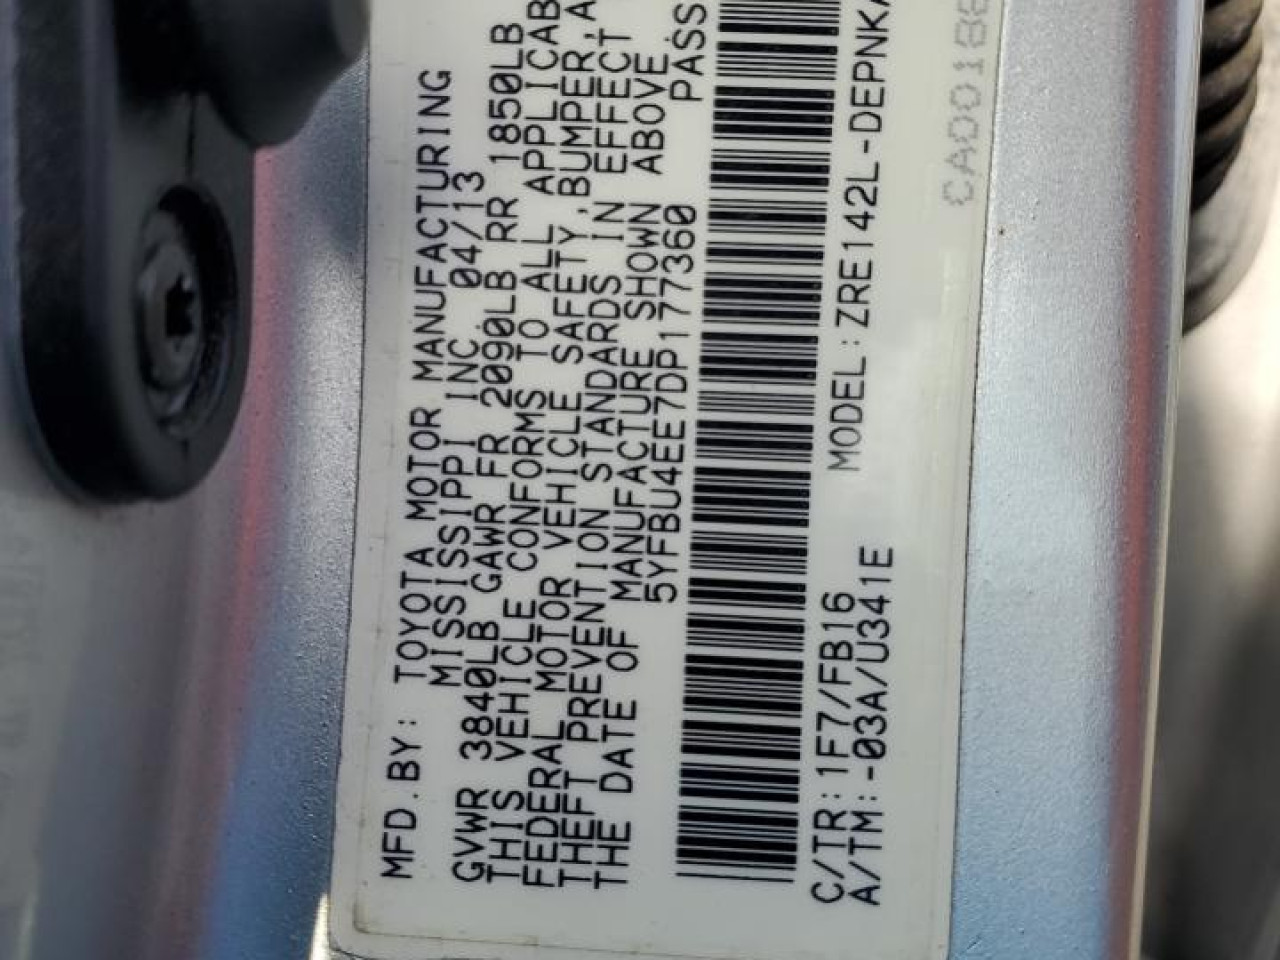 MFD.BY: TOYOTA MOTOR MANUFACTURING
MISSISSIPPI INC. 04/13
GVWR 3840LB GAWR FR 2090LB RR 1850LB
THIS VEHICLE CONFORMS TO ALL APPLICAB
FEDERAL MOTOR VEHICLE SAFETY,BUMPER,A
THEFT PREVENTION STANDARDS IN EFFECT
THE DATE OF MANUFACTURE SHOWN ABOVE
5YFBU4EE7DP177360 PASS
C/TR:1F7/FB16 MODEL:ZRE142L-DEPNKA
A/TM:-03A/U341E
CA0018